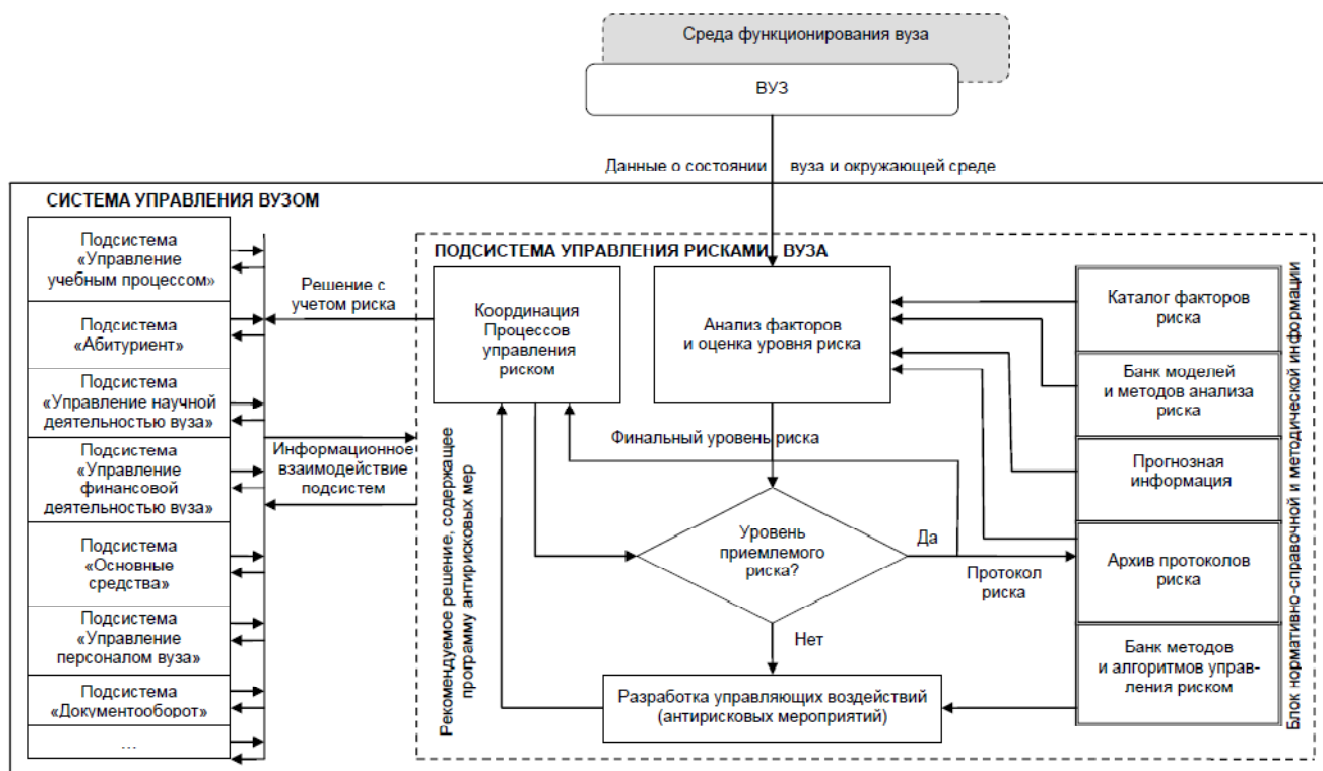 Среда функционирования вуза
ВУЗ
Данные о состоянии вуза и окружающей среде
СИСТЕМА УПРАВЛЕНИЯ ВУЗОМ
Подсистема
«Управление
учебным процессом»
Подсистема
«Абитуриент»
Подсистема
«Управление научной
деятельностью вуза»
Подсистема
«Управление
финансовой
деятельностью вуза»
Подсистема
«Основные
средства»
Подсистема
«Управление
персоналом вуза»
Подсистема
«Документооборот»
...
Решение с
учетом риска
Информационное
взаимодействие
подсистем
ПОДСИСТЕМА УПРАВЛЕНИЯ РИСКАМИ ВУЗА
Координация
Процессов
управления
риском
Анализ факторов
и оценка уровня риска
Финальный уровень риска
Уровень
приемлемого
риска?
Да
Протокол
риска
Нет
Разработка управляющих воздействий
(антирисковых мероприятий)
Рекомендуемое решение, содержащее
программу антирисковых мер
Каталог факторов
риска
Банк моделей
и методов анализа
риска
Прогнозная
информация
Архив протоколов
риска
Банк методов
и алгоритмов управ-
ления риском
Блок нормативно-справочной и методической информации